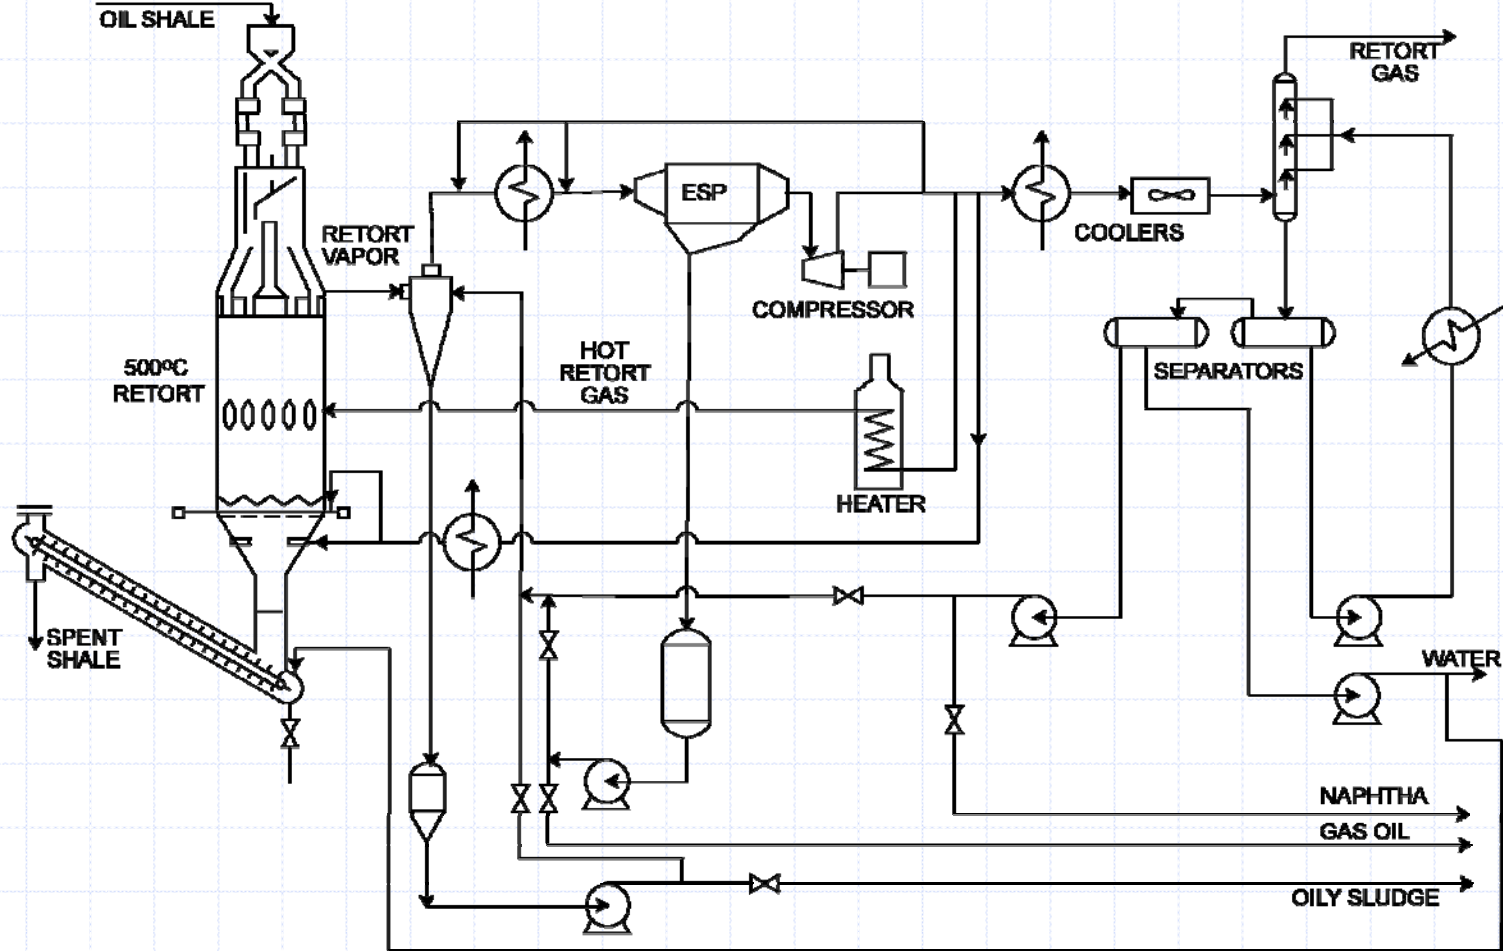 OIL SHALE
RETORT
GAS
ESP
RETORT
VAPOR
COOLERS
COMPRESSOR
HOT
RETORT
GAS
500ºC
RETORT
SEPARATORS
HEATER
SPENT
SHALE
WATER
NAPHTHA
GAS OIL
OILY SLUDGE